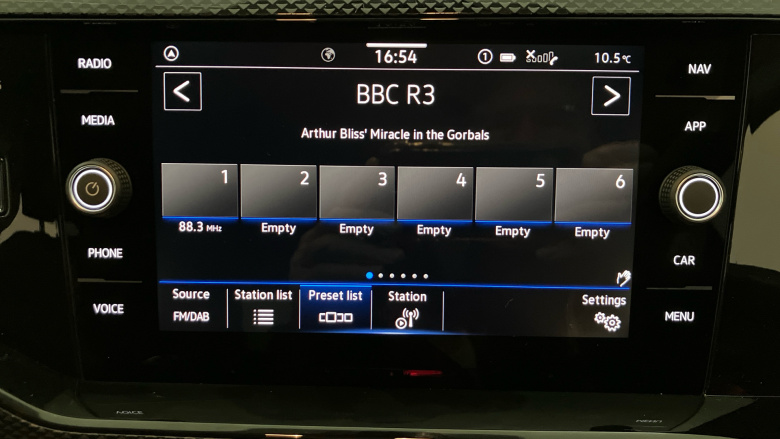 16:54
1
10.5°C
RADIO
NAV
BBC R3
MEDIA
APP
Arthur Bliss' Miracle in the Gorbals
1 2 3 4 5 6
88.3 MHz Empty Empty Empty Empty Empty
PHONE
CAR
Source Station list Preset list Station Settings
FM/DAB
VOICE
MENU
VOICE